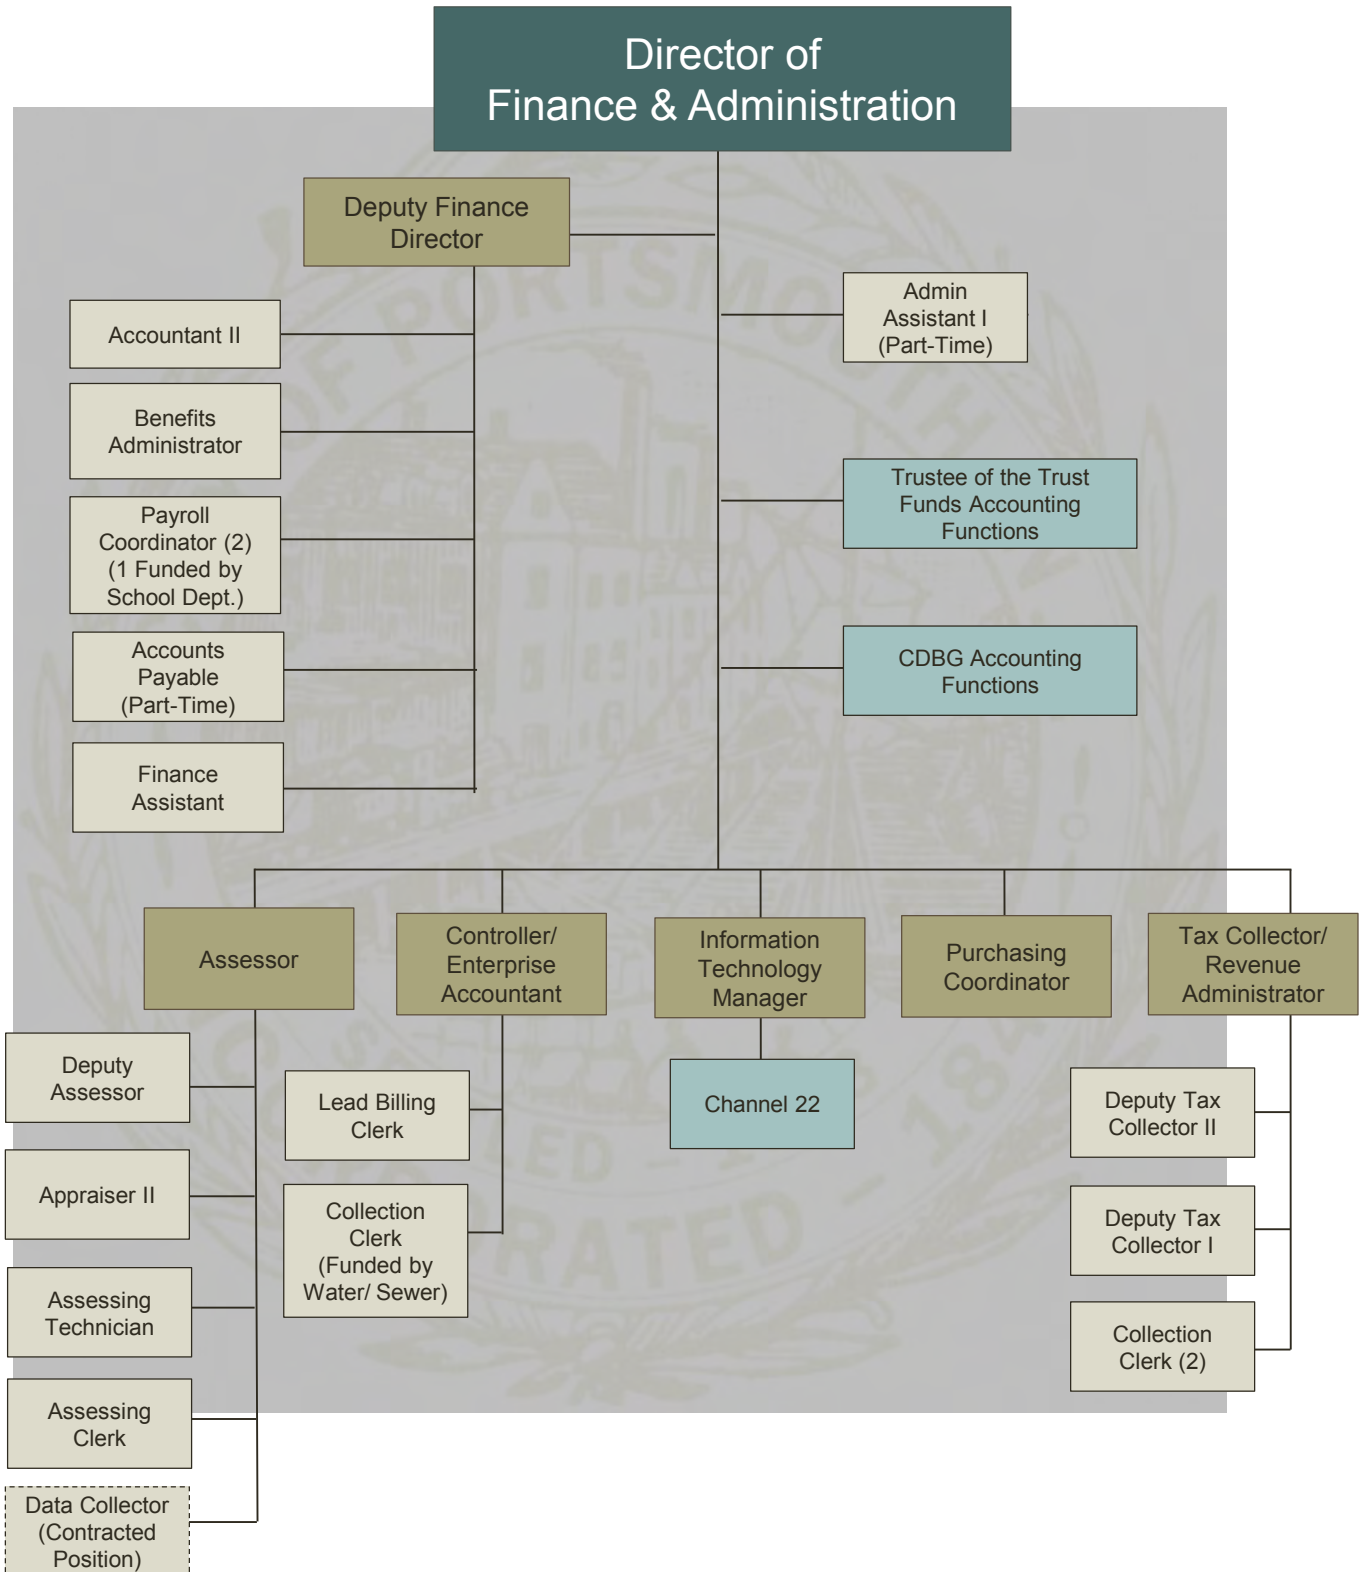 Director of
Finance & Administration
Deputy Finance
Director
Accountant II
Benefits
Administrator
Payroll
Coordinator (2)
(1 Funded by
School Dept.)
Accounts
Payable
(Part-Time)
Finance
Assistant
Admin
Assistant I
(Part-Time)
Trustee of the Trust
Funds Accounting
Functions
CDBG Accounting
Functions
Assessor
Controller/
Enterprise
Accountant
Information
Technology
Manager
Purchasing
Coordinator
Tax Collector/
Revenue
Administrator
Deputy
Assessor
Appraiser II
Assessing
Technician
Assessing
Clerk
Data Collector
(Contracted
Position)
Lead Billing
Clerk
Collection
Clerk
(Funded by
Water/ Sewer)
Channel 22
Deputy Tax
Collector II
Deputy Tax
Collector I
Collection
Clerk (2)
OF PORTSMOUTH